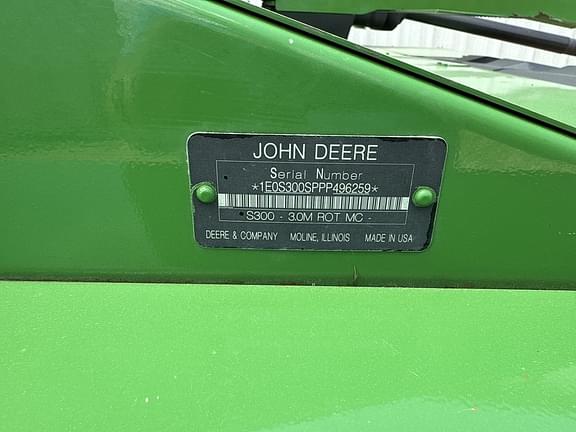 JOHN DEERE
Serial Number
*1E0S300SPPP496259*
*S300 - 3.0M ROT MC -
DEERE & COMPANY MOLINE, ILLINOIS MADE IN USA